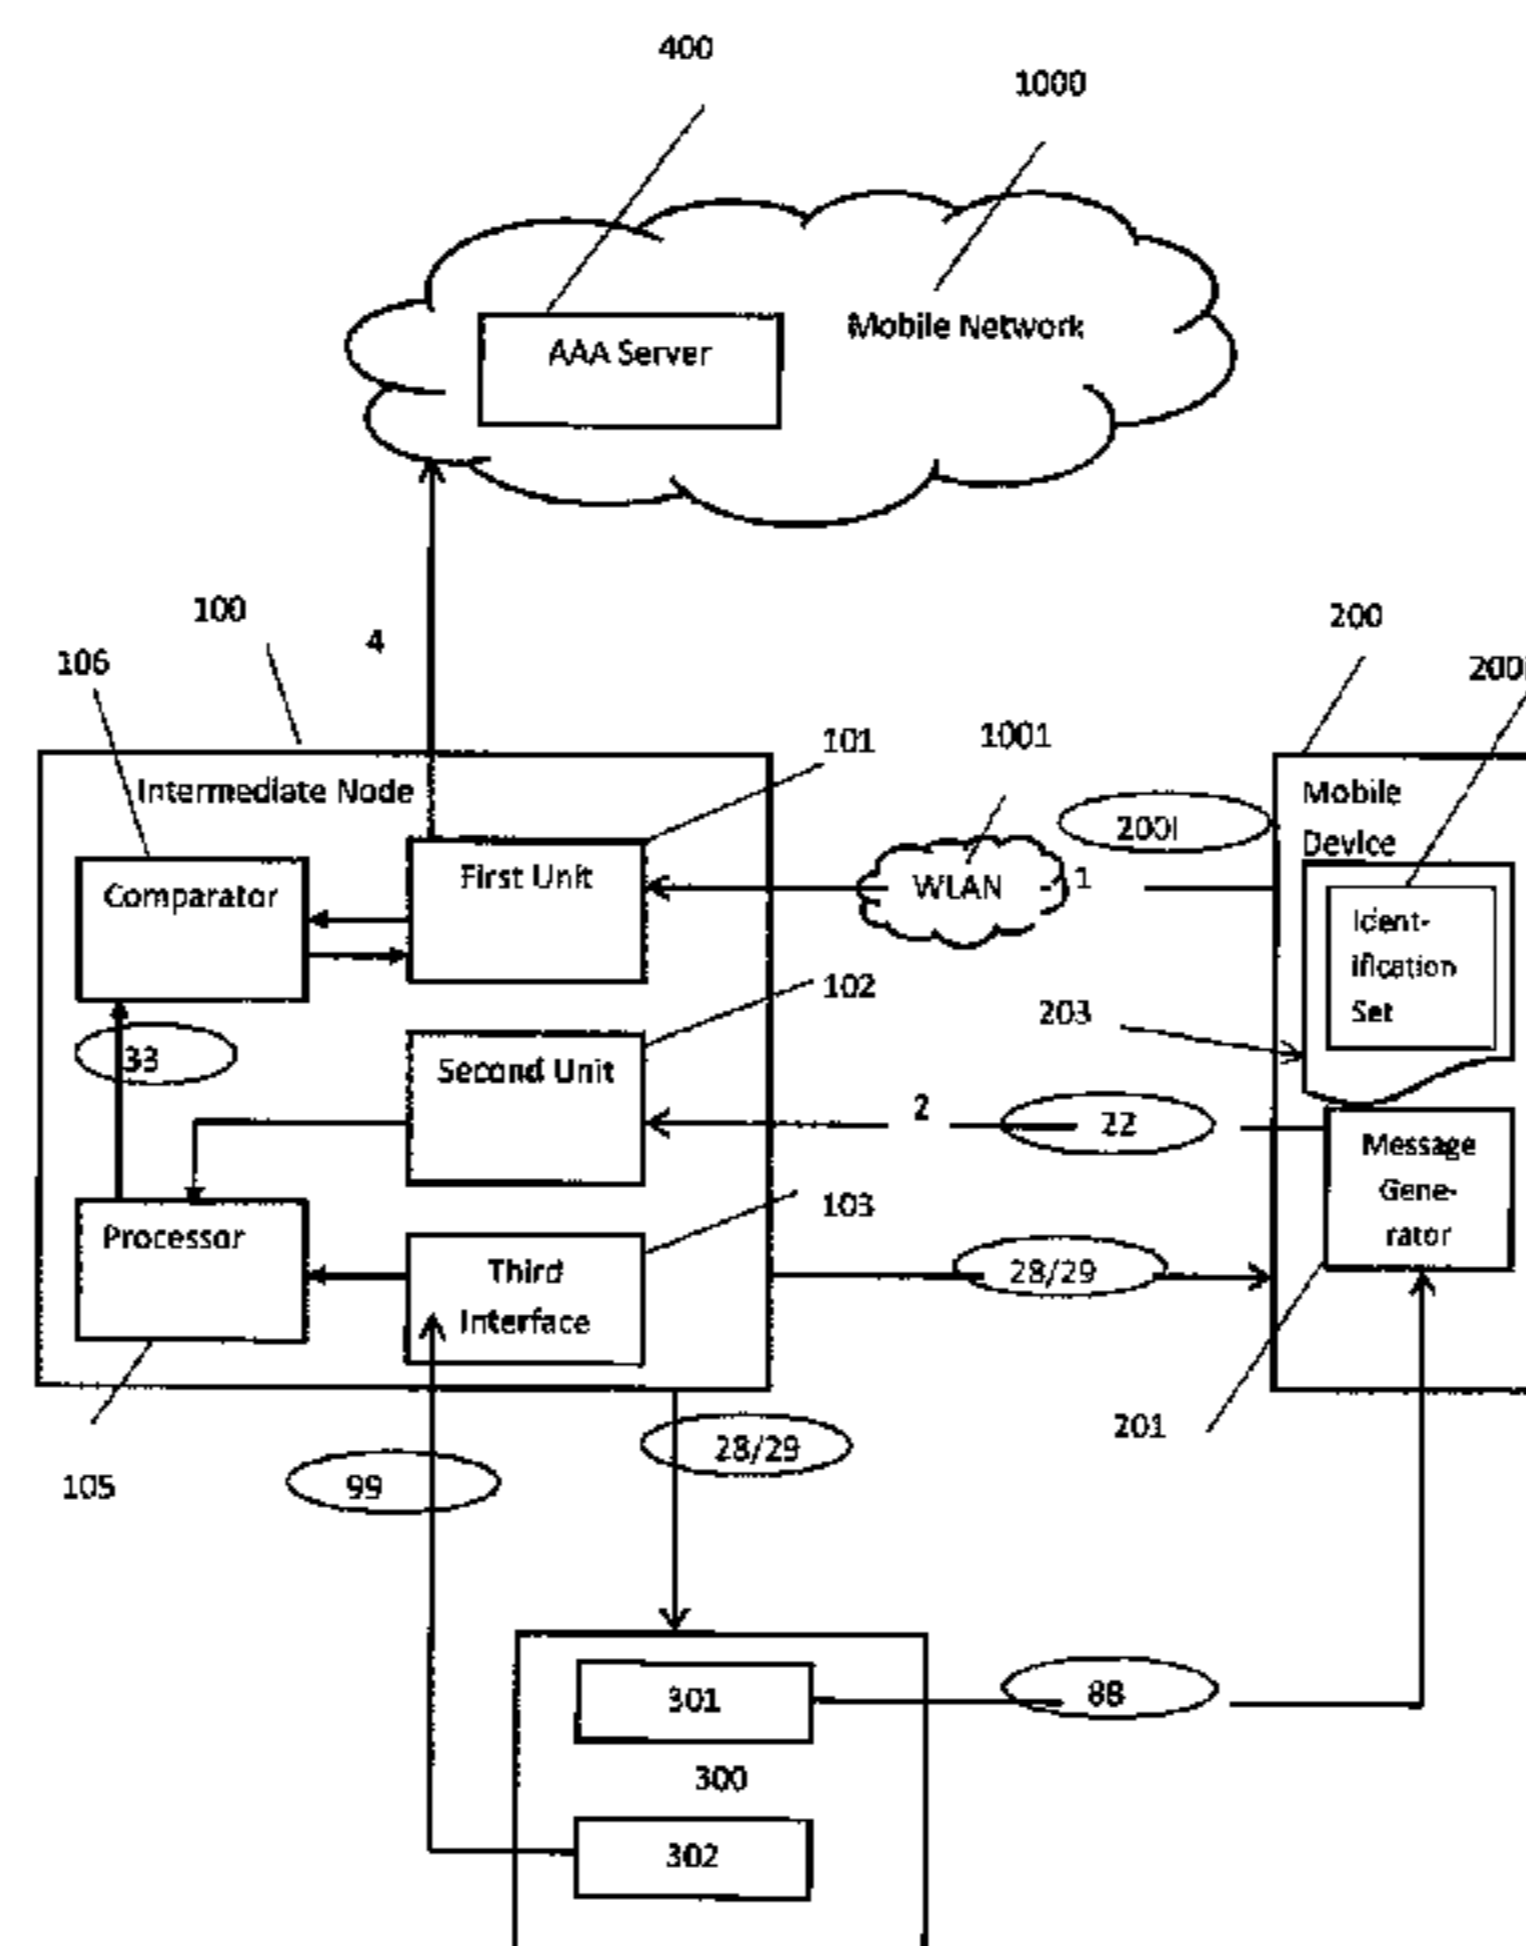 400
1000
AAA Server
Mobile Network
100
4
106
200
200
101
1001
Intermediate Node
Mobile
Device
200I
Comparator
First Unit
WLAN
1
Ident-
ification
Set
102
203
33
Second Unit
2
22
Message
Gene-
rator
103
Processor
Third
Interface
28/29
201
105
99
28/29
301
88
300
302